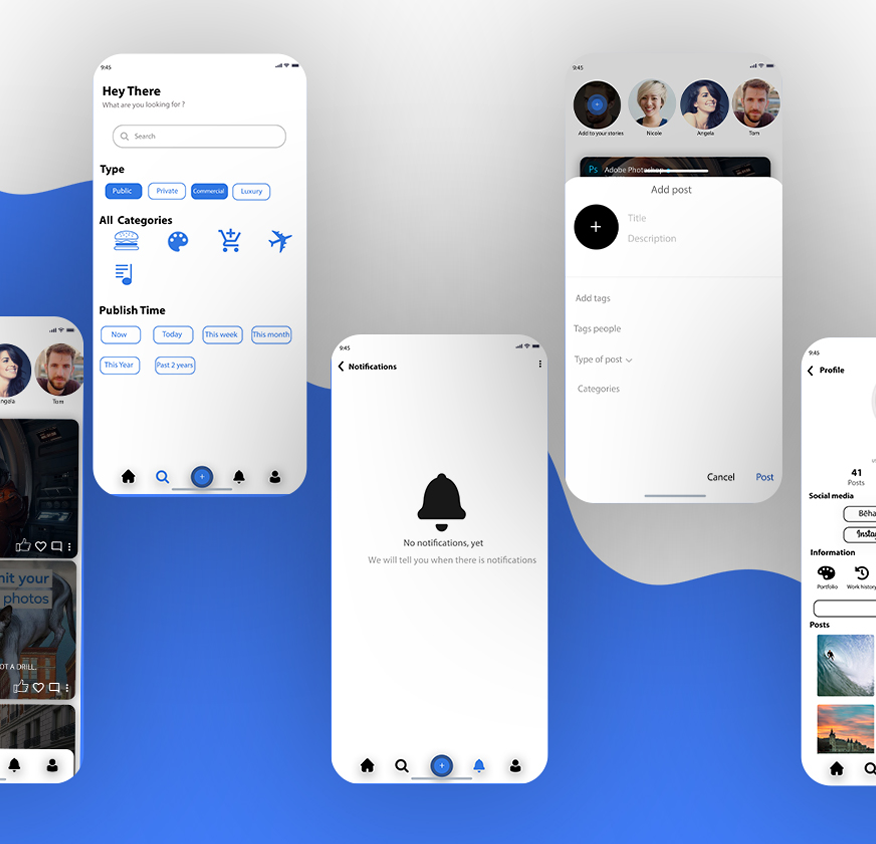 9:45
Hey There
What are you looking for ?
Search
Type
Public
Private
Commercial
Luxury
All Categories
Publish Time
Now
Today
This week
This month
This Year
Past 2 years
9:45
Add to your stories
Nicole
Angela
Tom
Ps Adobe Photoshop
Add post
Title
Description
Add tags
Tags people
Type of post
Categories
Cancel
Post
ngela
Tom
nit your
photos
OT A DRILL.
9:45
Notifications
No notifications, yet
We will tell you when there is notifications
9:45
Profile
41
Posts
Social media
Bēha
Insta
Information
Portfolio
Work history
Posts